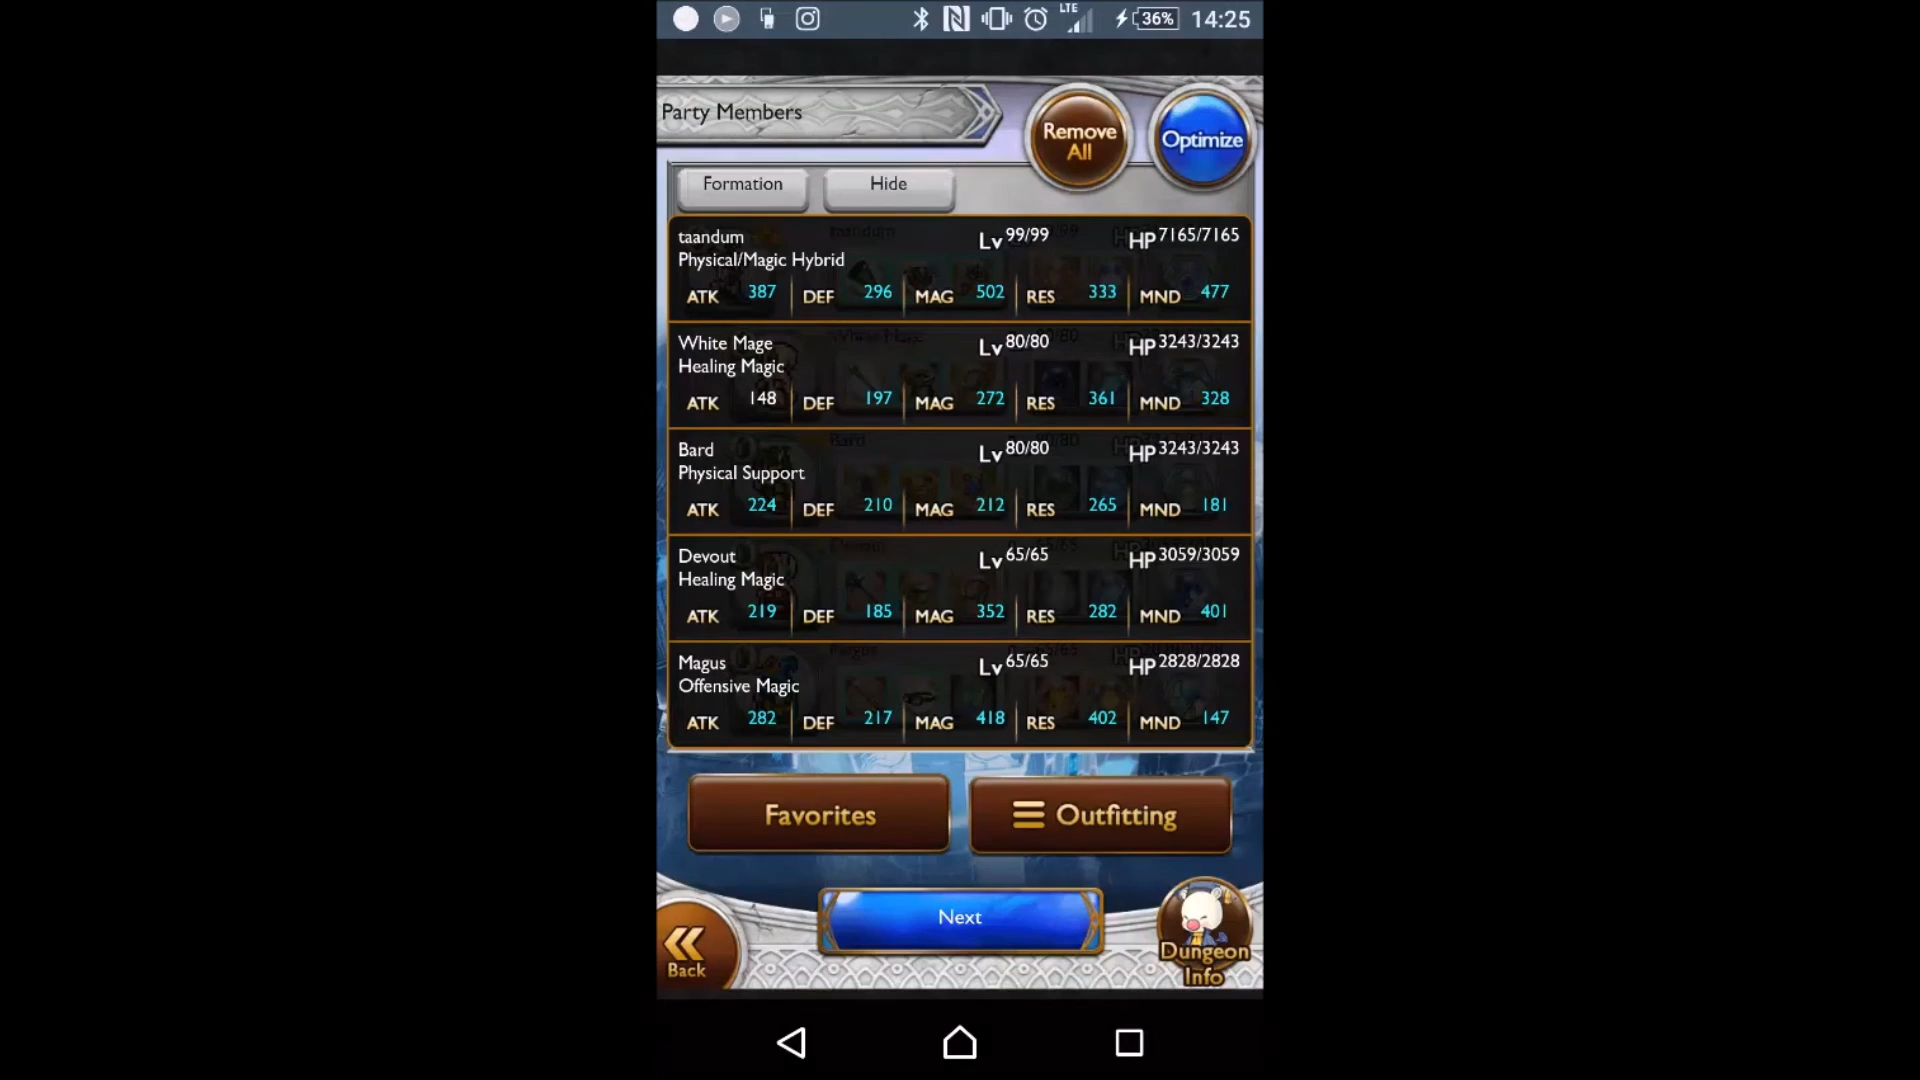 LTE
36%
14:25
Party Members
Remove
All
Optimize
Formation
Hide
taandum
Lv 99/99
HP 7165/7165
Physical/Magic Hybrid
ATK 387 DEF 296 MAG 502 RES 333 MND 477
White Mage
Lv 80/80
HP 3243/3243
Healing Magic
ATK 148 DEF 197 MAG 272 RES 361 MND 328
Bard
Lv 80/80
HP 3243/3243
Physical Support
ATK 224 DEF 210 MAG 212 RES 265 MND 181
Devout
Lv 65/65
HP 3059/3059
Healing Magic
ATK 219 DEF 185 MAG 352 RES 282 MND 401
Magus
Lv 65/65
HP 2828/2828
Offensive Magic
ATK 282 DEF 217 MAG 418 RES 402 MND 147
Favorites
Outfitting
Next
Back
Dungeon
Info